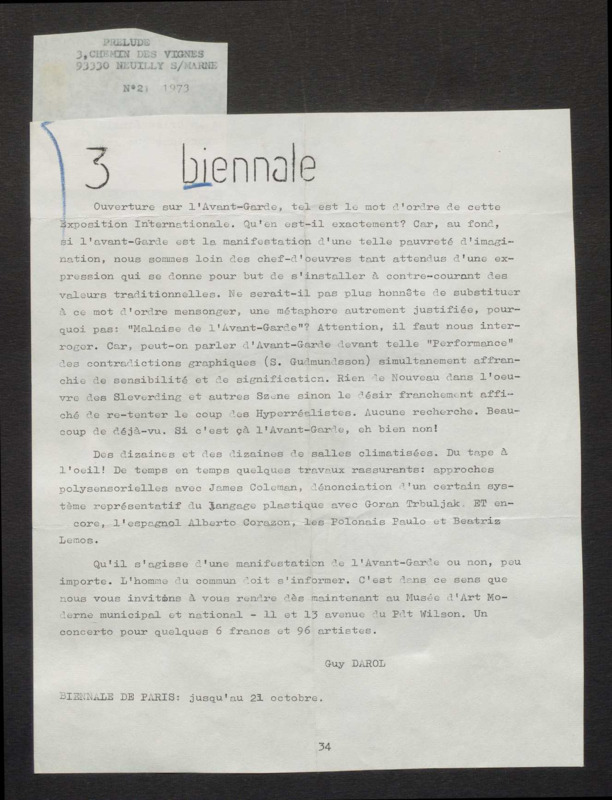 PRELUDE
3,CHEMIN DES VIGNES
93330 NEUILLY S/MARNE
N°2) 1973
3 biennale
Ouverture sur l'Avant-Garde, tel est le mot d'ordre de cette
Exposition Internationale. Qu'en est-il exactement? Car, au fond,
si l'avant-Garde est la manifestation d'une telle pauvreté d'imagi-
nation, nous sommes loin des chef-d'oeuvres tant attendus d'une ex-
pression qui se donne pour but de s'installer à contre-courant des
valeurs traditionnelles. Ne serait-il pas plus honnête de substituer
à ce mot d'ordre mensonger, une métaphore autrement justifiée, pour-
quoi pas: "Malaise de l'Avant-Garde"? Attention, il faut nous inter-
roger. Car, peut-on parler d'Avant-Garde devant telle "Performance"
des contradictions graphiques (S. Gudmundsson) simultanement affran-
chie de sensibilité et de signification. Rien de Nouveau dans l'oeu-
vre des Sleverding et autres Szene sinon le désir franchement affi-
ché de re-tenter le coup des Hyperréalistes. Aucune recherche. Beau-
coup de déjà-vu. Si c'est çà l'Avant-Garde, eh bien non!
Des dizaines et des dizaines de salles climatisées. Du tape à
l'oeil! De temps en temps quelques travaux rassurants: approches
polysensorielles avec James Coleman, dénonciation d'un certain sys-
tème représentatif du langage plastique avec Goran Trbuljak. ET en-
core, l'espagnol Alberto Corazon, les Polonais Paulo et Beatriz
Lemos.
Qu'il s'agisse d'une manifestation de l'Avant-Garde ou non, peu
importe. L'homme du commun doit s'informer. C'est dans ce sens que
nous vous invitons à vous rendre dès maintenant au Musée d'Art Mo-
derne municipal et national - 11 et 13 avenue du Pdt Wilson. Un
concerto pour quelques 6 francs et 96 artistes.
Guy DAROL
BIENNALE DE PARIS: jusqu'au 21 octobre.
34